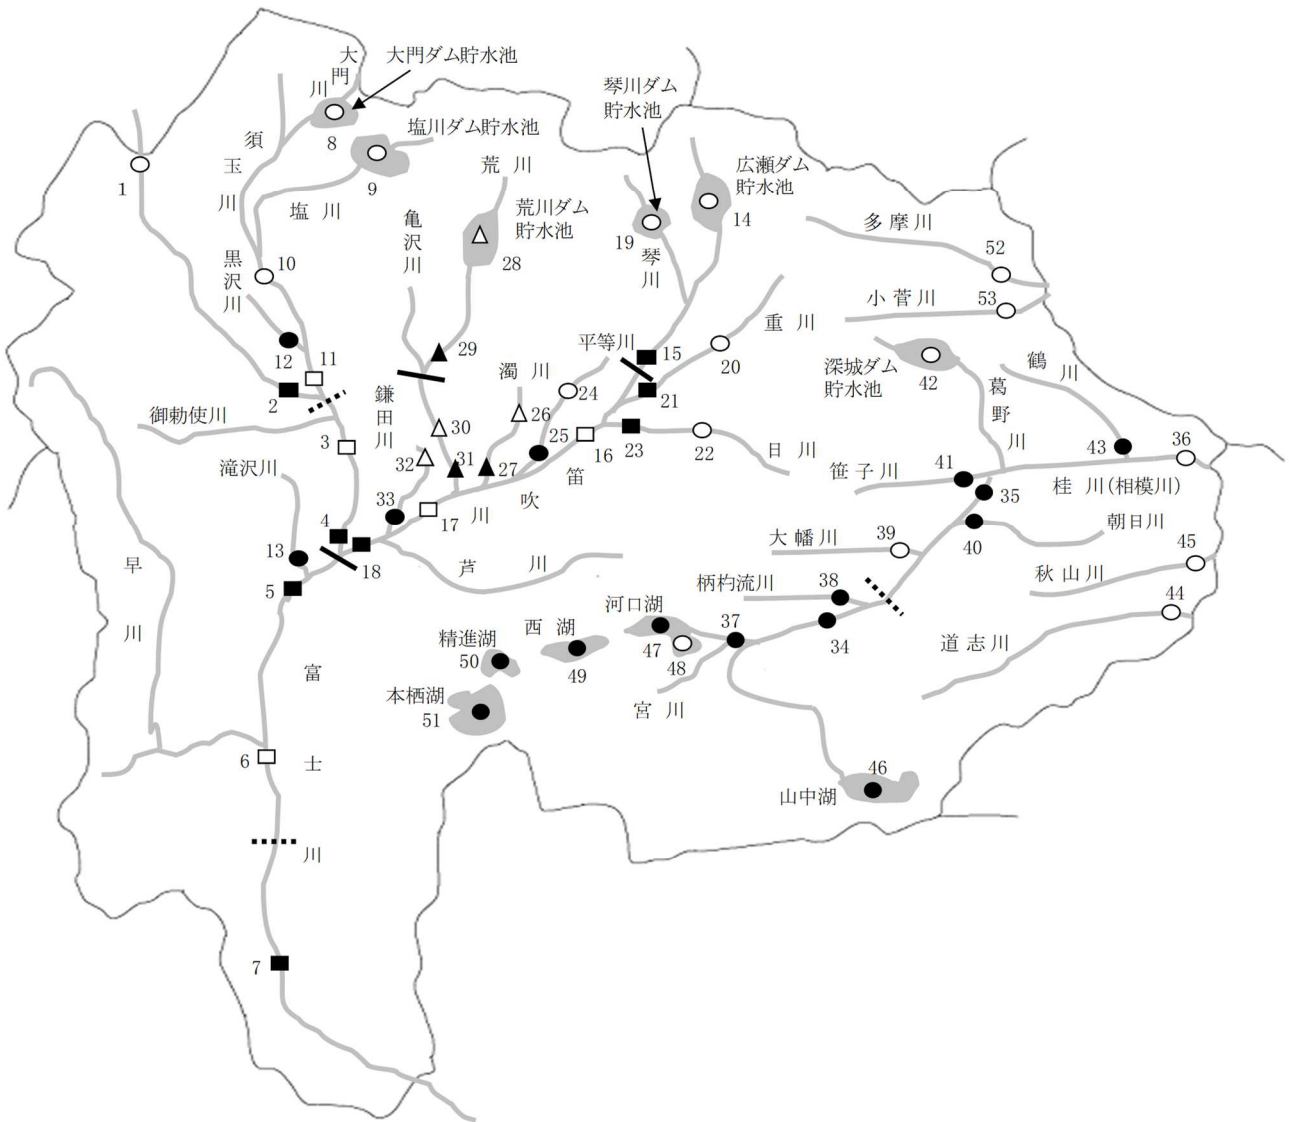 大門川
大門ダム貯水池
8
塩川ダム貯水池
9
須玉川
塩川
1
荒川
荒川ダム
貯水池
28
亀沢川
琴川ダム
貯水池
19
琴川
広瀬ダム
貯水池
14
多摩川
52
小菅川
53
黒沢川
10
12
11
2
29
鎌田川
濁川
平等川
24
15
重川
20
21
深城ダム
貯水池
42
葛野川
鶴川
43
36
御勅使川
3
滝沢川
30
32
31
26
27
25
16
23
22
日川
笹子川
41
35
桂川(相模川)
33
17
笛吹川
4
13
18
5
芦川
大幡川
39
40
朝日川
45
秋山川
44
道志川
早川
柄杓流川
38
34
河口湖
47
48
37
西湖
49
精進湖
50
本栖湖
51
宮川
46
山中湖
6
富士川
7